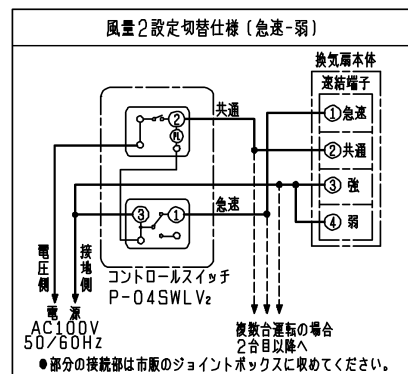 風量2設定切替仕様（急速-弱）
換気扇本体
速結端子
共通
① 急速
② 共通
③ 強
④ 弱
②
PL
③
①
急速
電圧側
接地側
コントロールスイッチ
P-04SWLV₂
電源
AC100V
50/60Hz
複数台運転の場合
2台目以降へ
●部分の接続部は市販のジョイントボックスに収めてください。